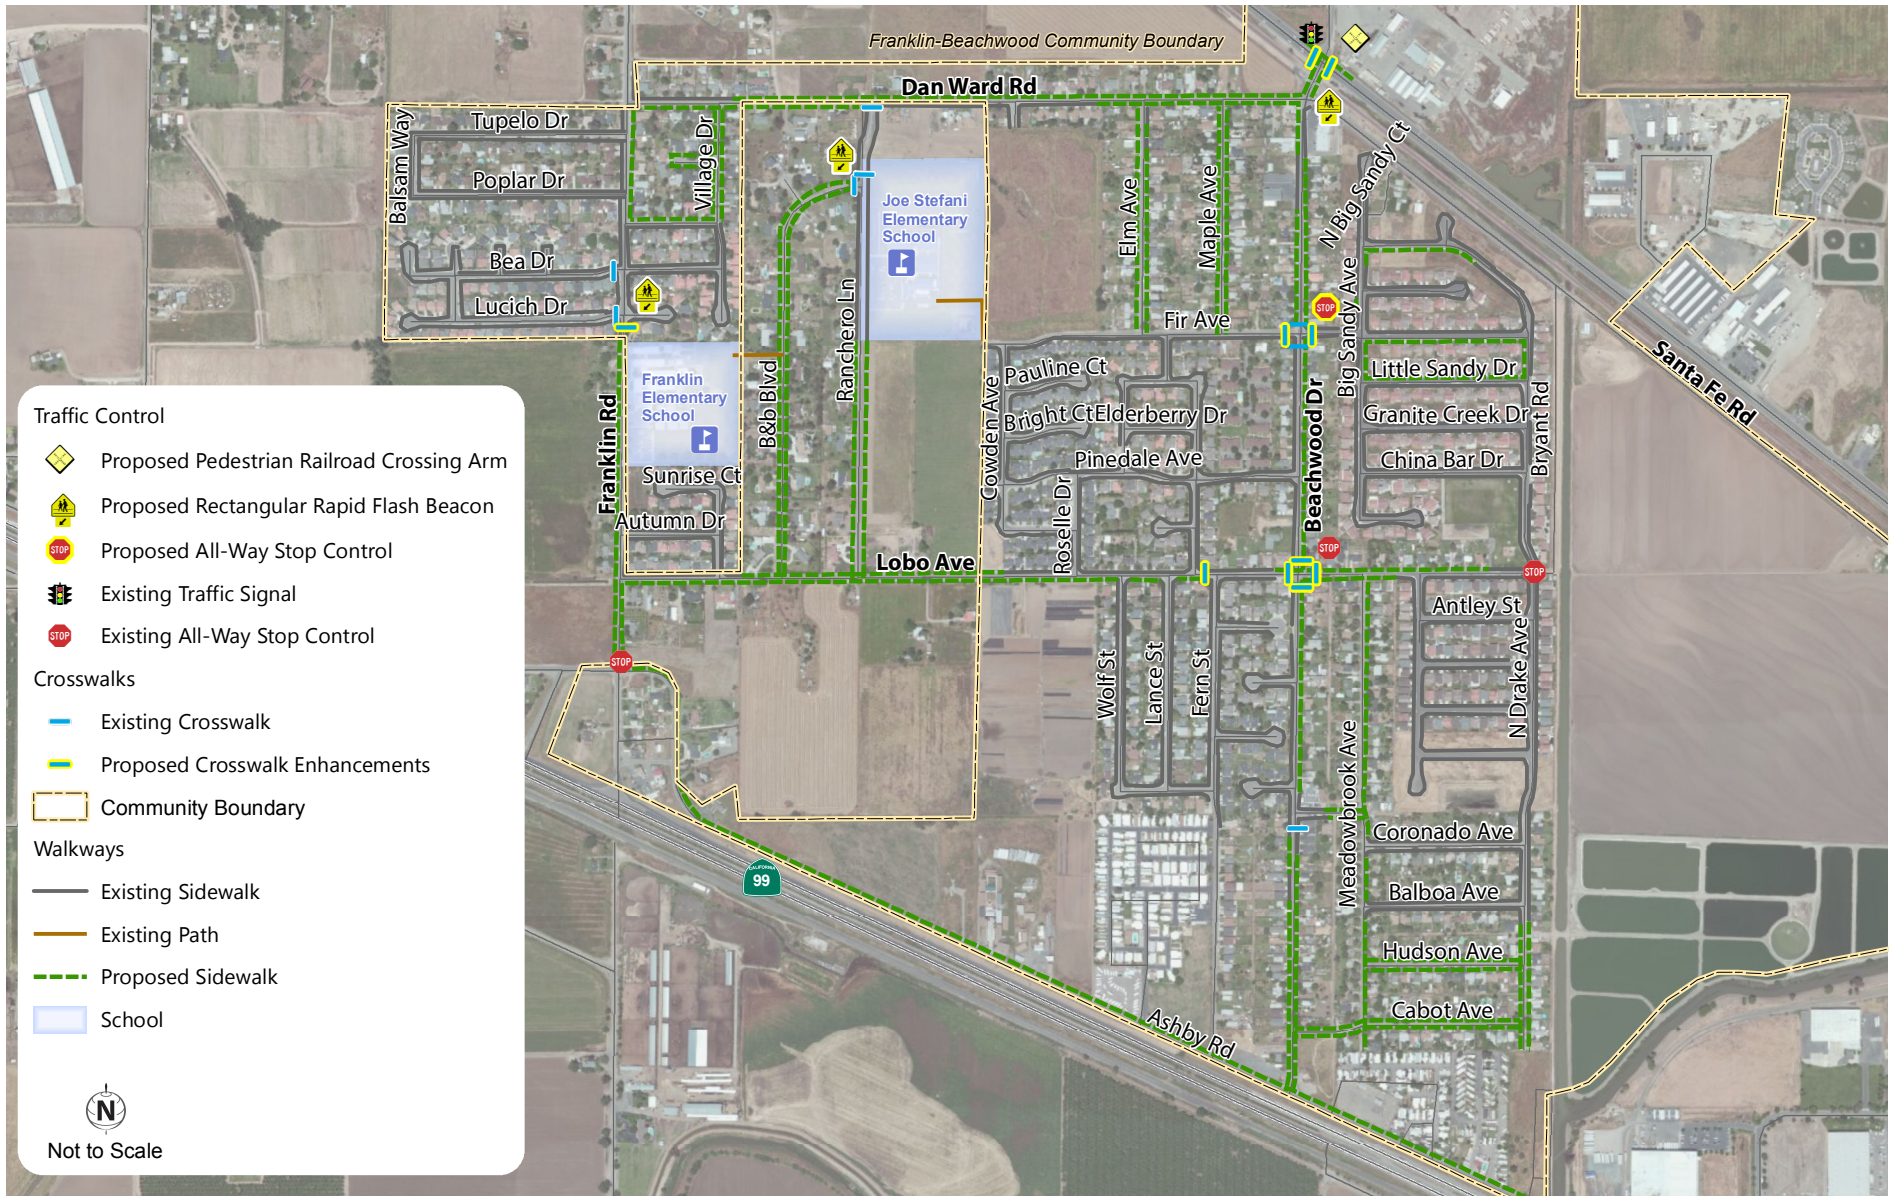 Franklin-Beachwood Community Boundary
Dan Ward Rd
Tupelo Dr
Balsam Way
Village Dr
Poplar Dr
N Big Sandy Ct
Joe Stefani
Elementary
School
Elm Ave
Maple Ave
Bea Dr
Lucich Dr
Ranchero Ln
Fir Ave
STOP
Big Sandy Ave
Santa Fe Rd
Pauline Ct
Little Sandy Dr
Franklin
Elementary
School
B&b Blvd
Cowden Ave
Bright Ct
Elderberry Dr
Beachwood Dr
Granite Creek Dr
Bryant Rd
Franklin Rd
Pinedale Ave
China Bar Dr
Sunrise Ct
Autumn Dr
Roselle Dr
STOP
Lobo Ave
STOP
Antley St
STOP
Wolf St
Lance St
Fern St
N Drake Ave
Meadowbrook Ave
Coronado Ave
CALIFORNIA
99
Balboa Ave
Hudson Ave
Cabot Ave
Ashby Rd
Traffic Control
Proposed Pedestrian Railroad Crossing Arm
Proposed Rectangular Rapid Flash Beacon
STOP
Proposed All-Way Stop Control
Existing Traffic Signal
STOP
Existing All-Way Stop Control
Crosswalks
Existing Crosswalk
Proposed Crosswalk Enhancements
Community Boundary
Walkways
Existing Sidewalk
Existing Path
Proposed Sidewalk
School
N
Not to Scale